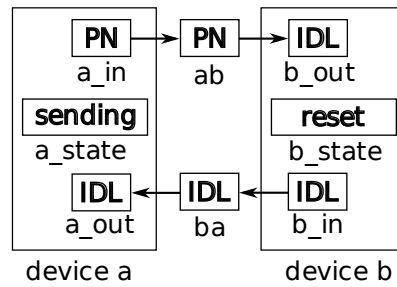 PN PN IDL
a_in ab b_out
sending reset
a_state b_state
IDL IDL IDL
a_out ba b_in
device a device b